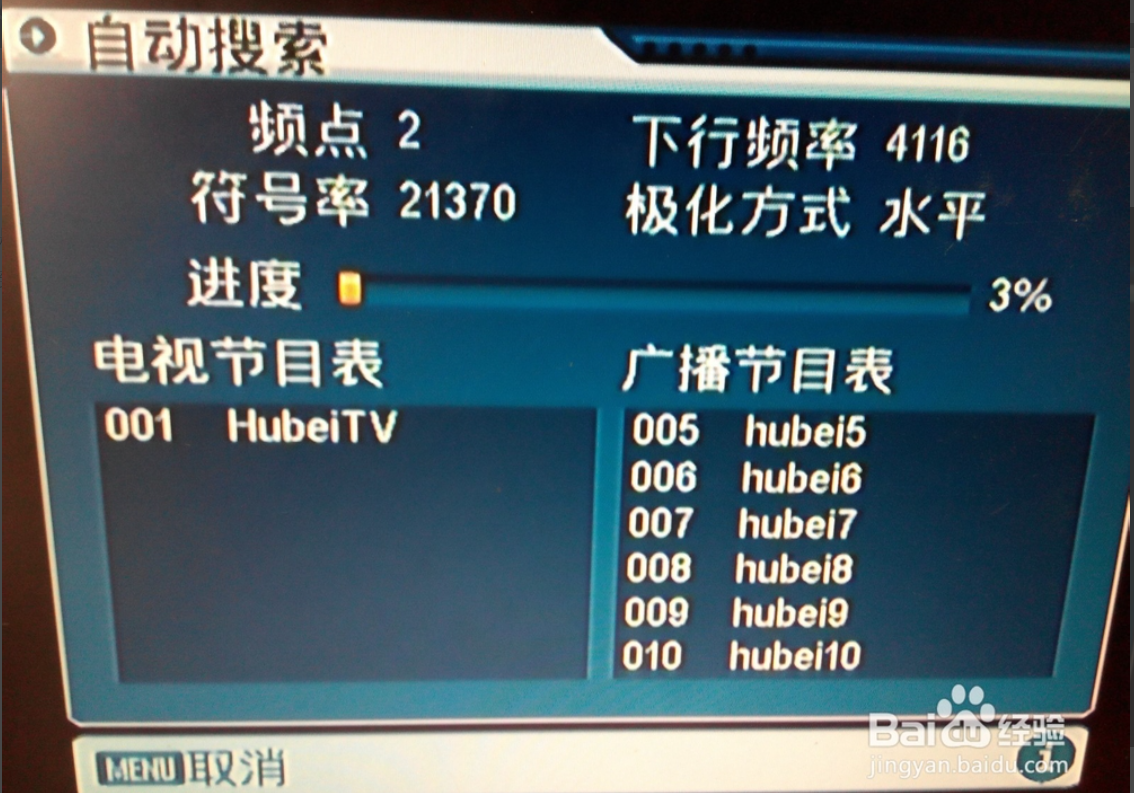 自动搜索
频点 2 下行频率 4116
符号率 21370 极化方式 水平
进度 3%
电视节目表 广播节目表
001 HubeiTV 005 hubei5
006 hubei6
007 hubei7
008 hubei8
009 hubei9
010 hubei10
MENU 取消 i
Bai du 经验
jingyan.baidu.com